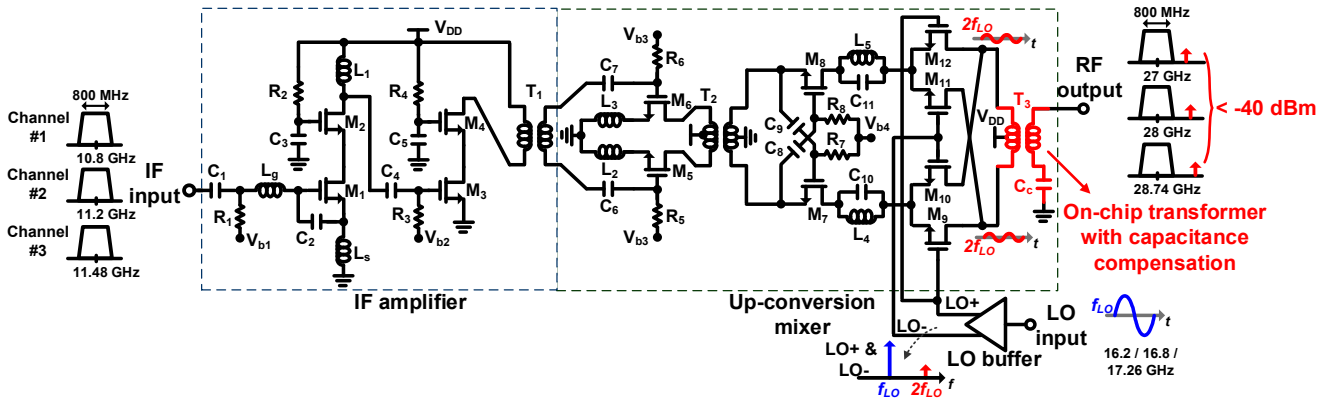 800 MHz
Channel
#1
10.8 GHz
Channel
#2
11.2 GHz
Channel
#3
11.48 GHz
IF
input
C1
R1
Vb1
Lg
R2
C3
L1
M2
M1
C2
Ls
VDD
R4
C5
C4
R3
Vb2
M4
M3
T1
IF amplifier
Vb3
R6
C7
L3
M6
L2
M5
C6
R5
Vb3
T2
M8
C9
C8
R8
R7
Vb4
M7
L5
C11
C10
L4
M12
M11
M10
M9
2fLO
t
VDD
T3
Cc
2fLO
t
RF
output
800 MHz
27 GHz
28 GHz
28.74 GHz
< -40 dBm
On-chip transformer
with capacitance
compensation
Up-conversion
mixer
LO+
LO-
LO buffer
LO
input
fLO
t
16.2 / 16.8 /
17.26 GHz
LO+ &
LO-
fLO
2fLO
f